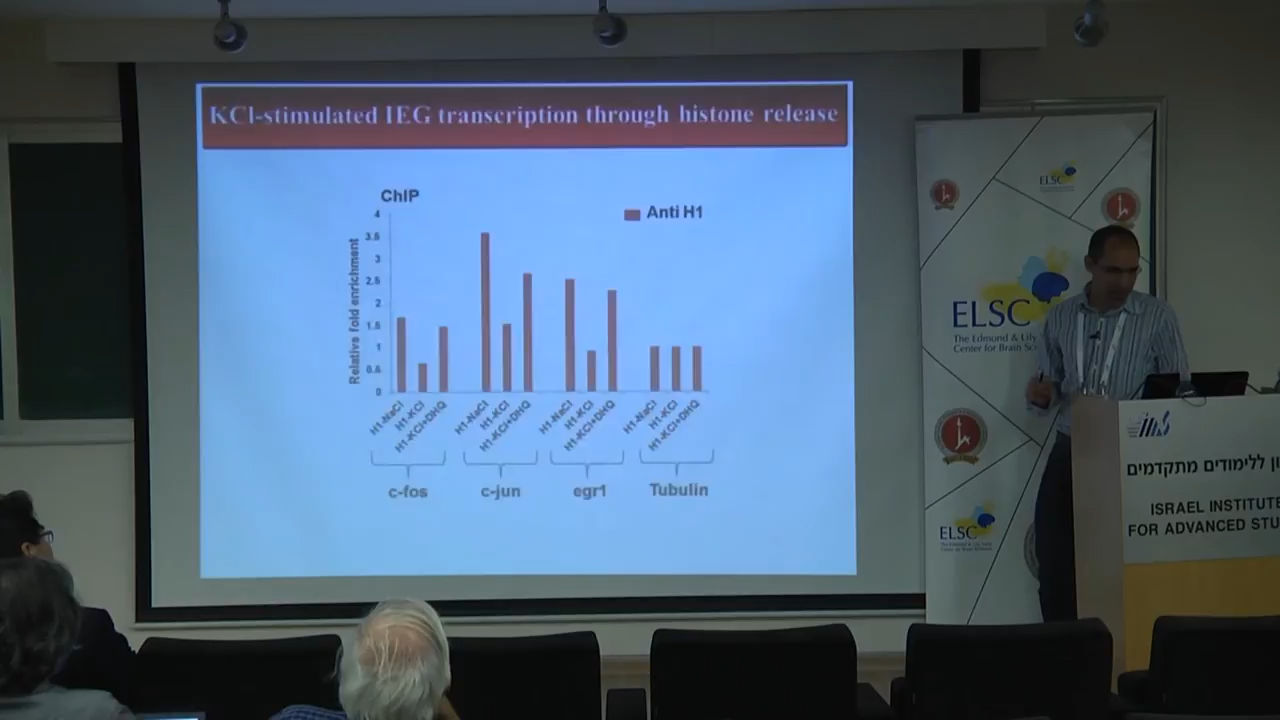 KCl-stimulated IEG transcription through histone release
ChIP
Anti H1
Relative fold enrichment
4
3.5
3
2.5
2
1.5
1
0.5
0
H1-NaCl
H1-KCl
H1-KCl+DHQ
H1-NaCl
H1-KCl
H1-KCl+DHQ
H1-NaCl
H1-KCl
H1-KCl+DHQ
H1-NaCl
H1-KCl
H1-KCl+DHQ
c-fos
c-jun
egr1
Tubulin
ELSC
ELSC
The Edmond & Lily
Center for Brain
ELSC
ללימודים מתקדמים
ISRAEL INSTITUTE
FOR ADVANCED